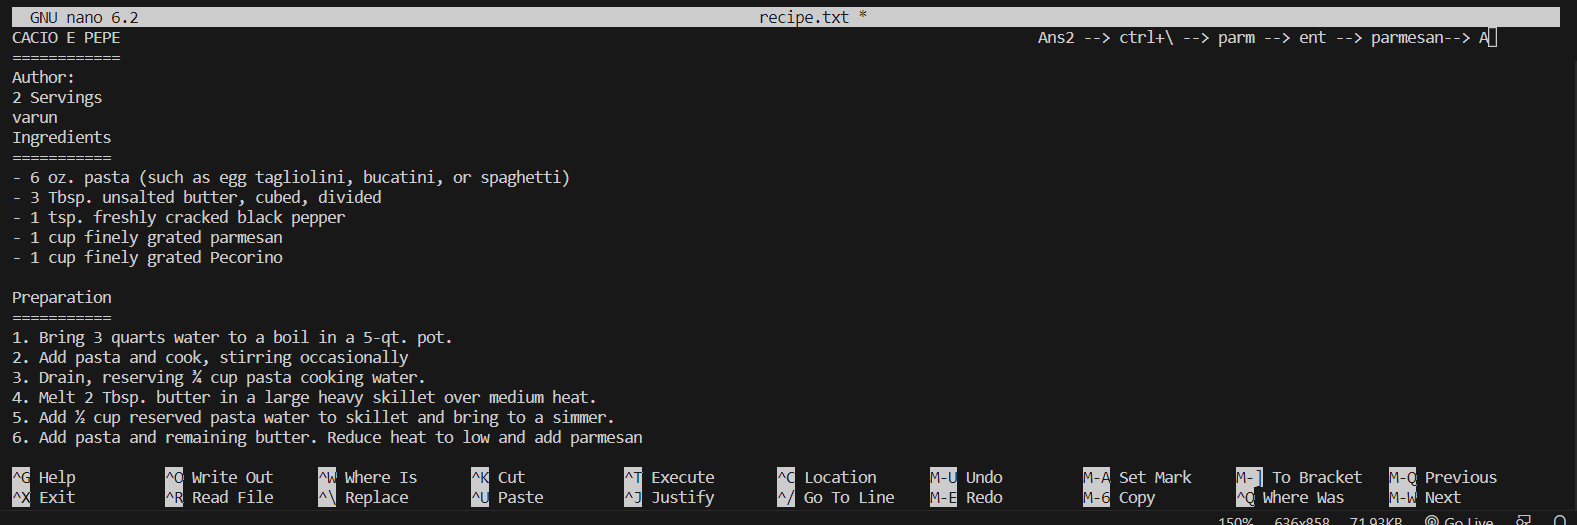 GNU nano 6.2 recipe.txt *
CACIO E PEPE Ans2 --> ctrl+\ --> parm --> ent --> parmesan--> A
============
Author:
2 Servings
varun
Ingredients
===========
- 6 oz. pasta (such as egg tagliolini, bucatini, or spaghetti)
- 3 Tbsp. unsalted butter, cubed, divided
- 1 tsp. freshly cracked black pepper
- 1 cup finely grated parmesan
- 1 cup finely grated Pecorino
Preparation
===========
1. Bring 3 quarts water to a boil in a 5-qt. pot.
2. Add pasta and cook, stirring occasionally
3. Drain, reserving ¾ cup pasta cooking water.
4. Melt 2 Tbsp. butter in a large heavy skillet over medium heat.
5. Add ½ cup reserved pasta water to skillet and bring to a simmer.
6. Add pasta and remaining butter. Reduce heat to low and add parmesan
^G Help ^O Write Out ^W Where Is ^K Cut ^T Execute ^C Location M-U Undo M-A Set Mark M-] To Bracket M-Q Previous
^X Exit ^R Read File ^\ Replace ^U Paste ^J Justify ^/ Go To Line M-E Redo M-6 Copy ^Q Where Was M-W Next
150% 636x858 71.93KB Go Live